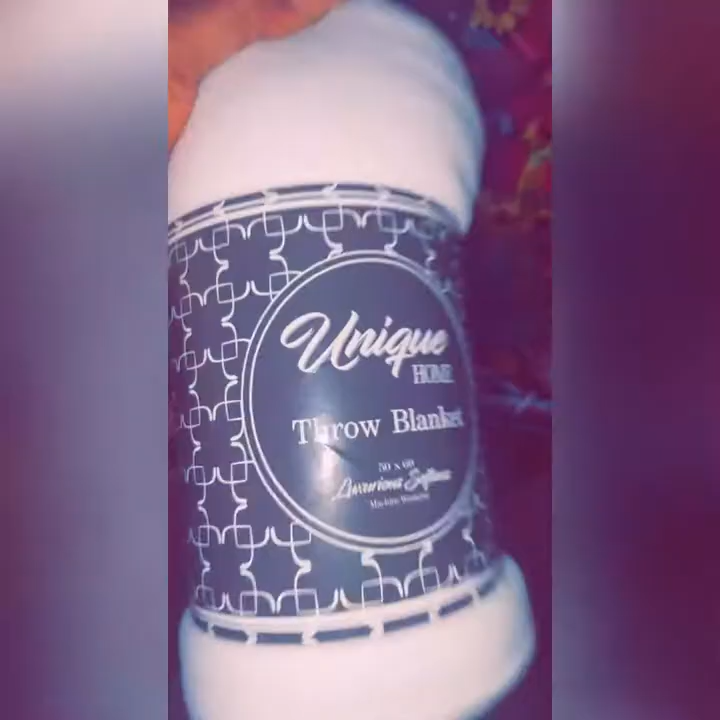 Unique
HOME
Throw Blanket
50 x 60
Luxurious Softness
Machine Washable